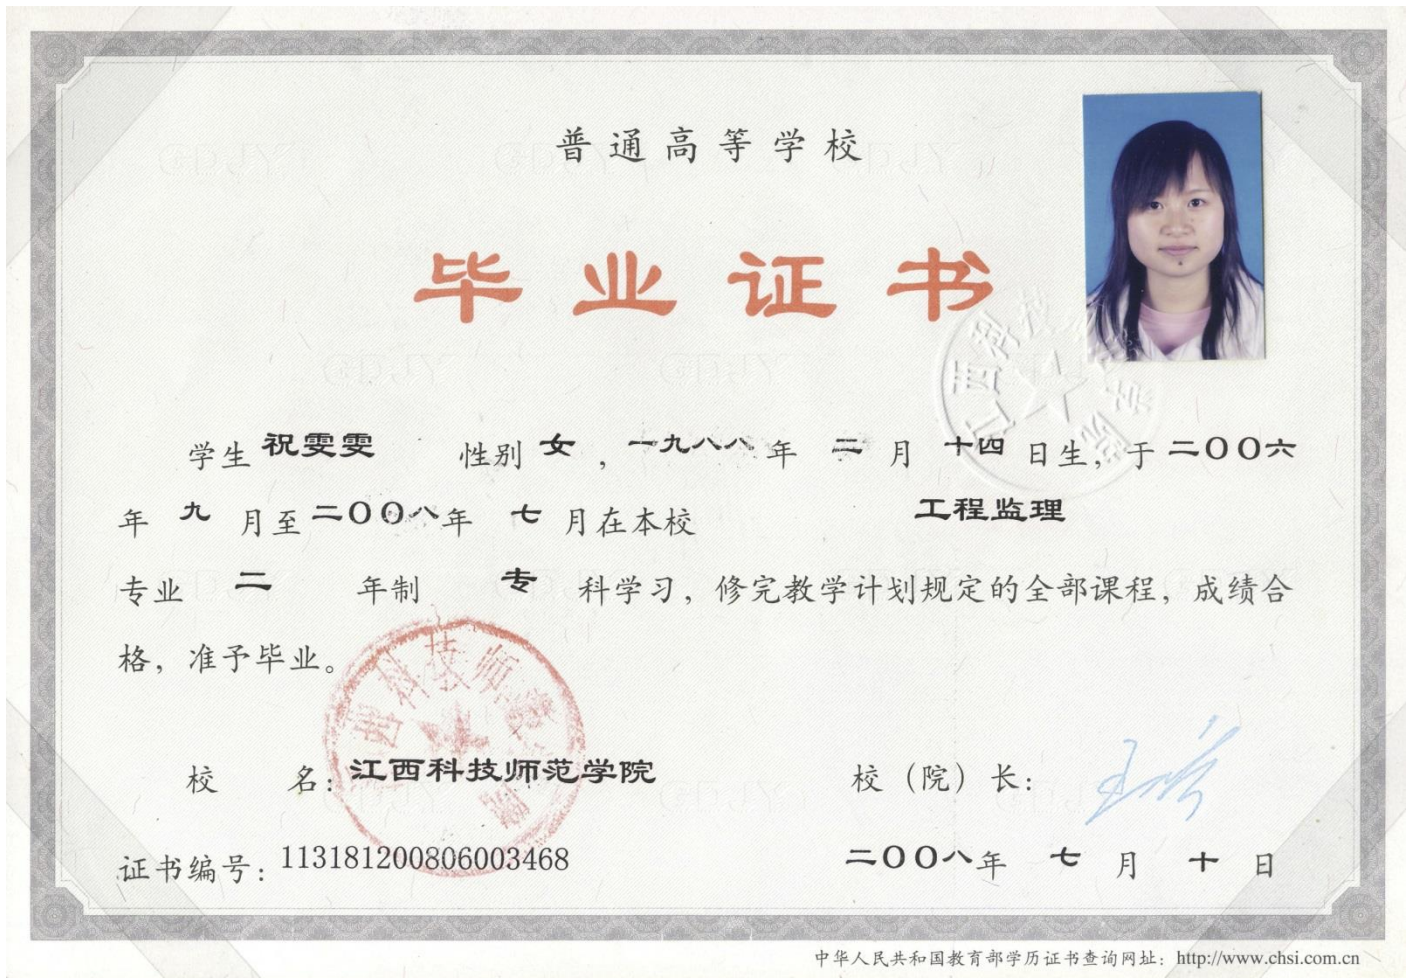 普通高等学校
毕业证书
学生 祝雯雯 性别 女 ，一九八八年 二 月 十四 日生，于 二〇〇六
年 九 月至 二〇〇八年 七 月在本校 工程监理
专业 二 年制 专 科学习，修完教学计划规定的全部课程，成绩合
格，准予毕业。
校 名：江西科技师范学院
校（院）长：
证书编号：113181200806003468
二〇〇八年 七 月 十 日
中华人民共和国教育部学历证书查询网址：http://www.chsi.com.cn